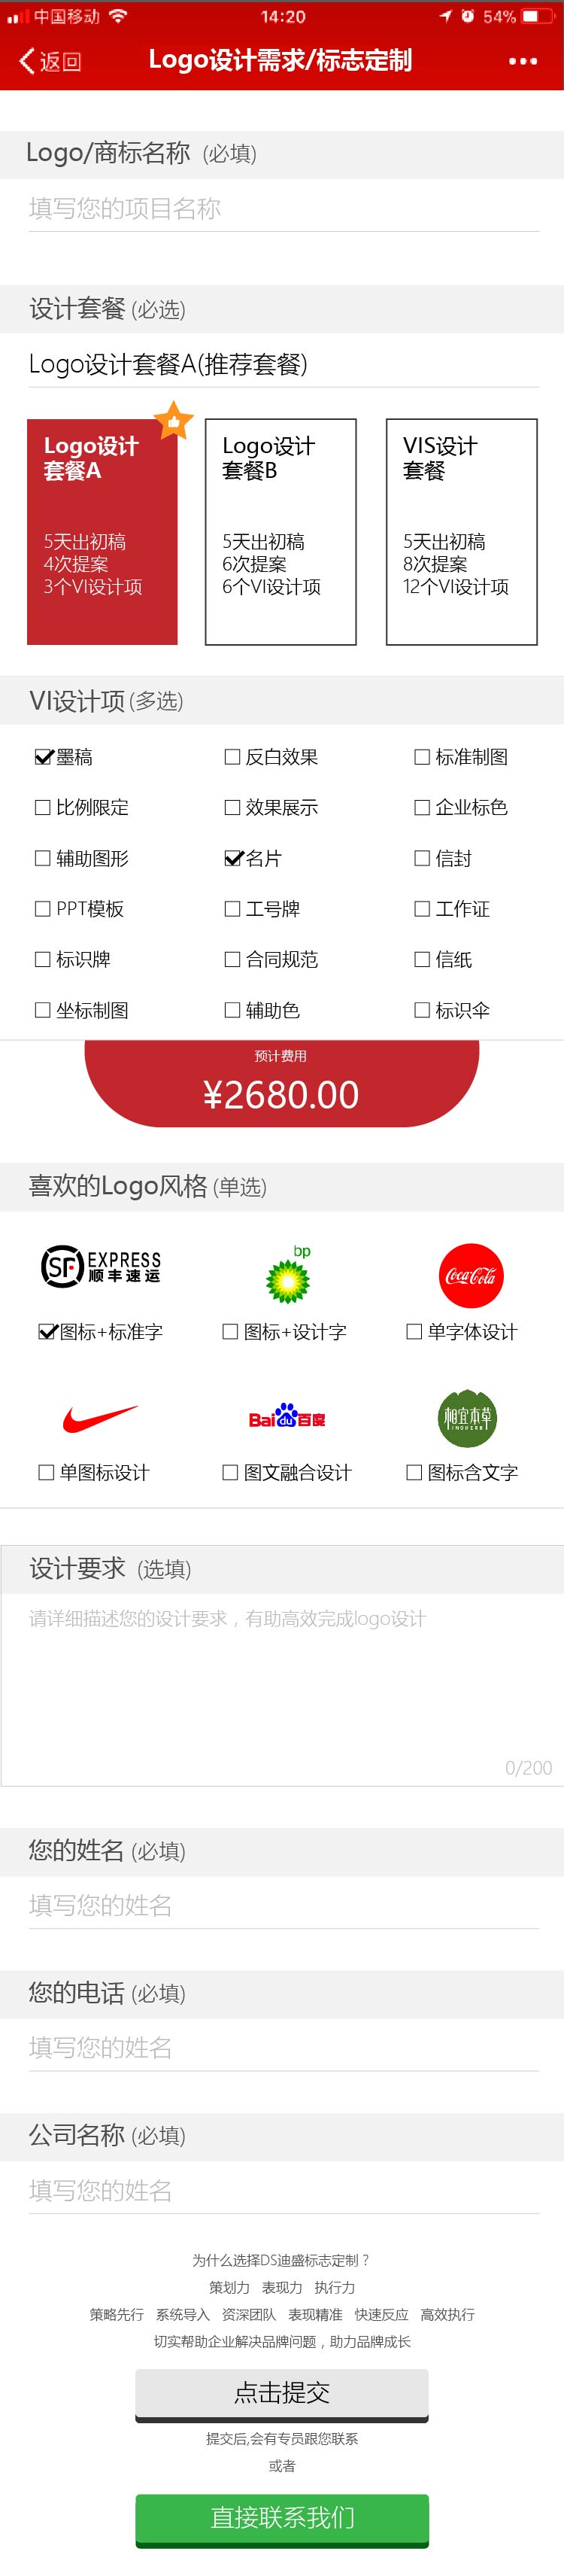 中国移动 14:20 54%
返回 Logo设计需求/标志定制
Logo/商标名称 (必填)
填写您的项目名称
设计套餐 (必选)
Logo设计套餐A(推荐套餐)
Logo设计
套餐A
5天出初稿
4次提案
3个VI设计项
Logo设计
套餐B
5天出初稿
6次提案
6个VI设计项
VIS设计
套餐
5天出初稿
8次提案
12个VI设计项
VI设计项 (多选)
墨稿 反白效果 标准制图
比例限定 效果展示 企业标色
辅助图形 名片 信封
PPT模板 工号牌 工作证
标识牌 合同规范 信纸
坐标制图 辅助色 标识伞
预计费用
¥2680.00
喜欢的Logo风格 (单选)
SF EXPRESS
顺丰速运
bp
Coca-Cola
图标+标准字 图标+设计字 单字体设计
Bai du 百度
相宜本草
INOHERB
单图标设计 图文融合设计 图标含文字
设计要求 (选填)
请详细描述您的设计要求，有助高效完成logo设计
0/200
您的姓名 (必填)
填写您的姓名
您的电话 (必填)
填写您的姓名
公司名称 (必填)
填写您的姓名
为什么选择DS迪盛标志定制？
策划力 表现力 执行力
策略先行 系统导入 资深团队 表现精准 快速反应 高效执行
切实帮助企业解决品牌问题，助力品牌成长
点击提交
提交后,会有专员跟您联系
或者
直接联系我们